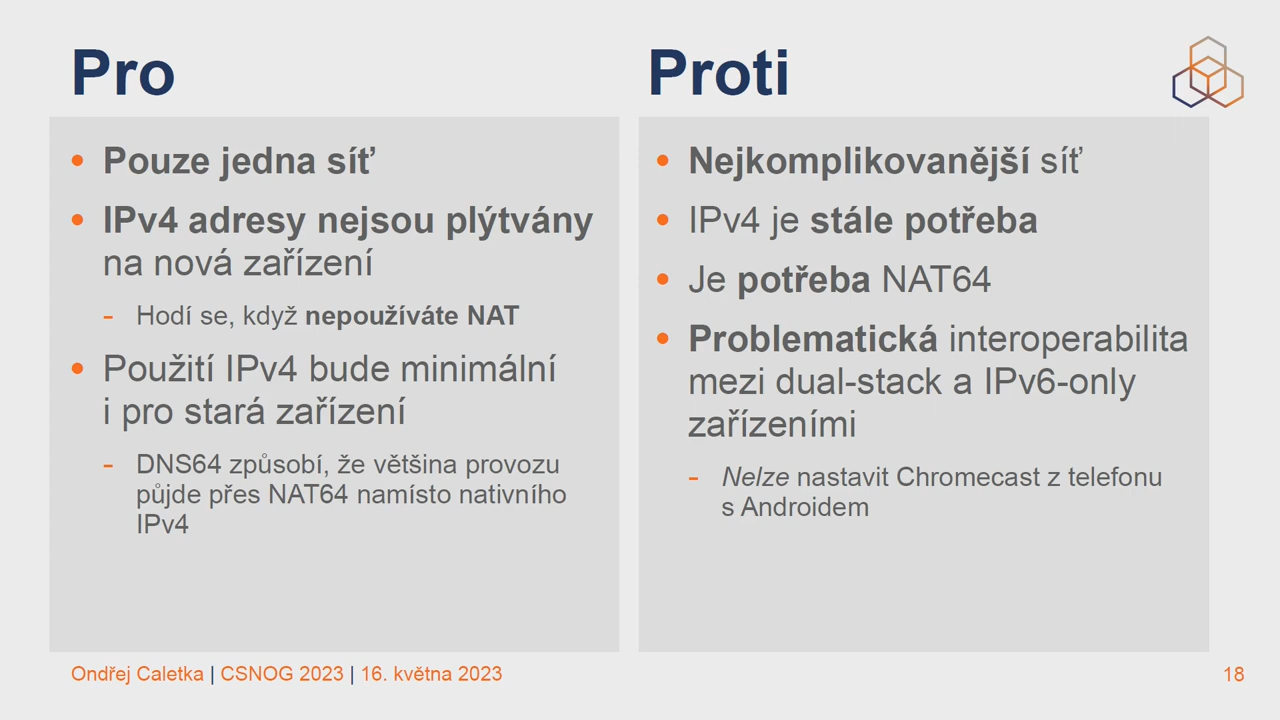 Pro
Pouze jedna síť
IPv4 adresy nejsou plýtvány
na nová zařízení
Hodí se, když nepoužíváte NAT
Použití IPv4 bude minimální
i pro stará zařízení
DNS64 způsobí, že většina provozu
půjde přes NAT64 namísto nativního
IPv4
Proti
Nejkomplikovanější síť
IPv4 je stále potřeba
Je potřeba NAT64
Problematická interoperabilita
mezi dual-stack a IPv6-only
zařízeními
Nelze nastavit Chromecast z telefonu
s Androidem
Ondřej Caletka | CSNOG 2023 | 16. května 2023
18